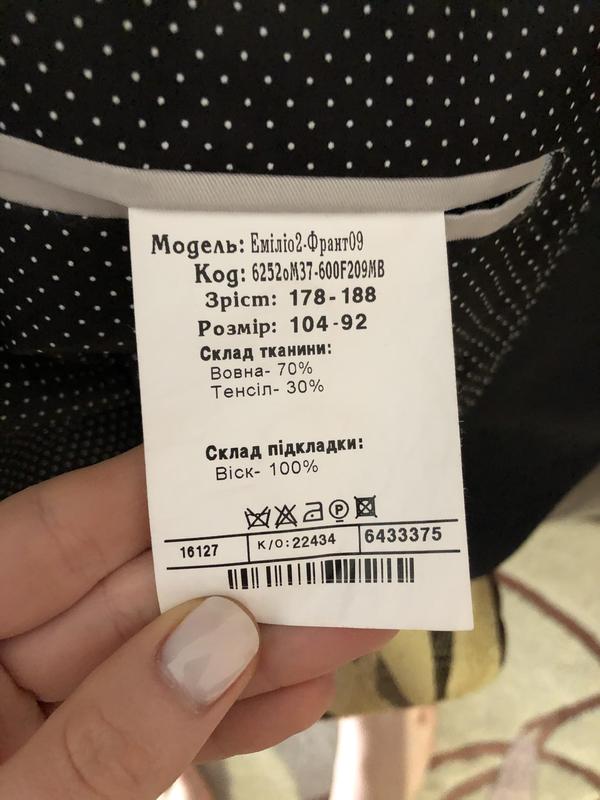 Модель: Еміліо2-Франт09
Код: 6252оМ37-600F209МВ
Зріст: 178-188
Розмір: 104-92
Склад тканини:
Вовна- 70%
Тенсіл- 30%
Склад підкладки:
Віск- 100%
P
16127 К/О:22434 6433375